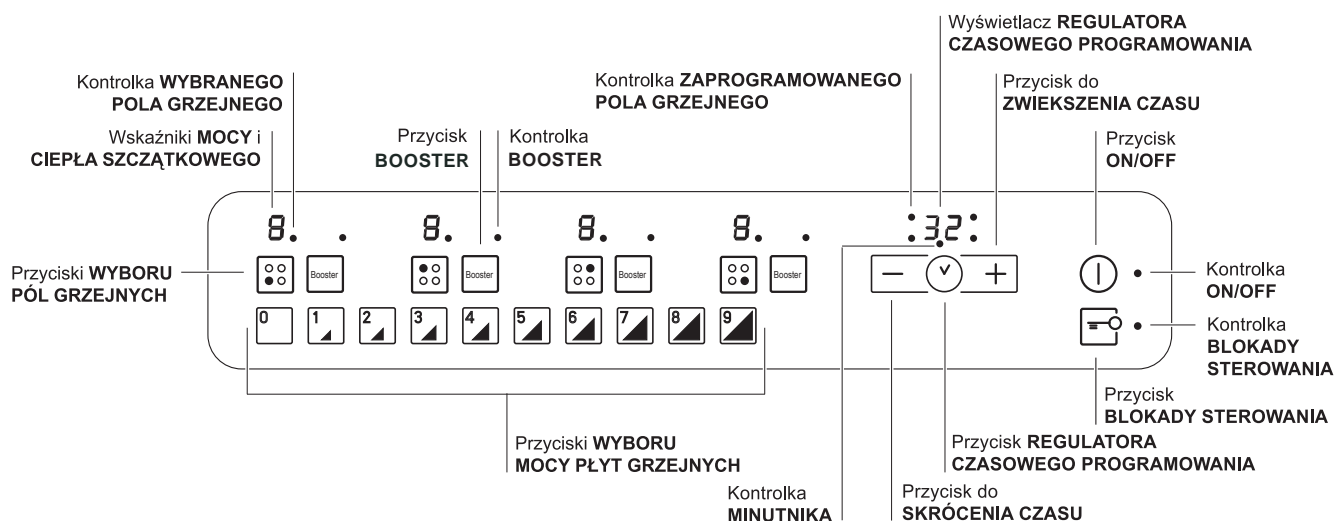 Wyświetlacz REGULATORA
CZASOWEGO PROGRAMOWANIA
Kontrolka WYBRANEGO
POLA GRZEJNEGO
Kontrolka ZAPROGRAMOWANEGO
POLA GRZEJNEGO
Przycisk do
ZWIEKSZENIA CZASU
Wskaźniki MOCY i
CIEPŁA SZCZĄTKOWEGO
Przycisk
BOOSTER
Kontrolka
BOOSTER
Przycisk
ON/OFF
8. 8. 8. 8. 32
Przyciski WYBORU
PÓL GRZEJNYCH
Booster Booster Booster Booster
Kontrolka
ON/OFF
0 1 2 3 4 5 6 7 8 9
Kontrolka
BLOKADY
STEROWANIA
Przycisk
BLOKADY STEROWANIA
Przyciski WYBORU
MOCY PŁYT GRZEJNYCH
Przycisk REGULATORA
CZASOWEGO PROGRAMOWANIA
Kontrolka
MINUTNIKA
Przycisk do
SKRÓCENIA CZASU